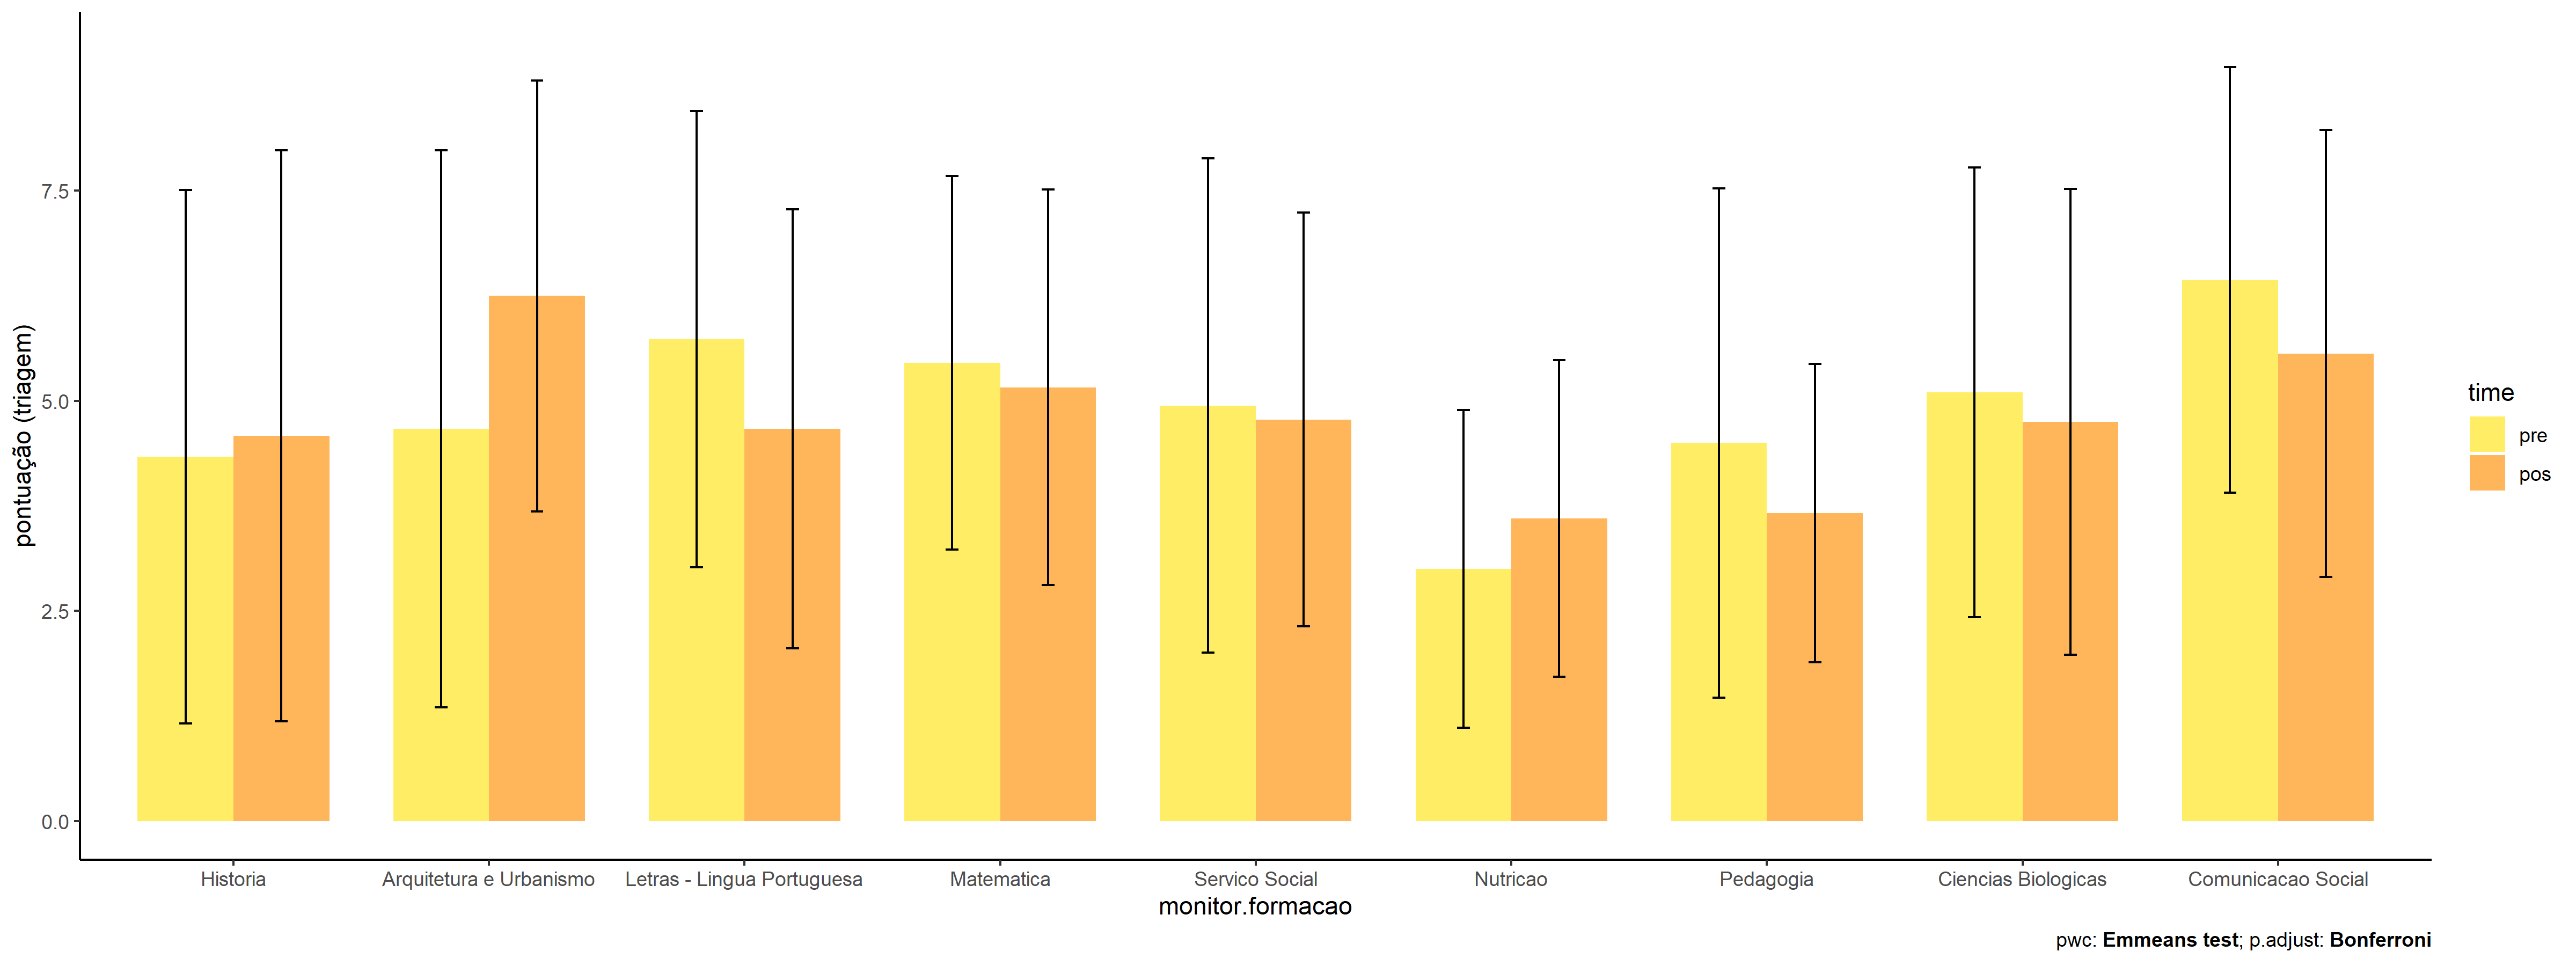 pontuação (triagem)
7.5
5.0
2.5
0.0
Historia
Arquitetura e Urbanismo
Letras - Lingua Portuguesa
Matematica
Servico Social
Nutricao
Pedagogia
Ciencias Biologicas
Comunicacao Social
monitor.formacao
time
pre
pos
pwc: Emmeans test; p.adjust: Bonferroni